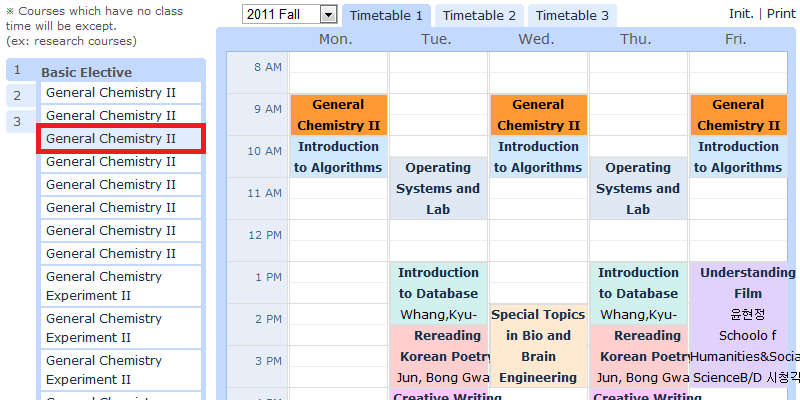 ※ Courses which have no class
time will be except.
(ex: research courses)
1
2
3
Basic Elective
General Chemistry II
General Chemistry II
General Chemistry II
General Chemistry II
General Chemistry II
General Chemistry II
General Chemistry II
General Chemistry II
General Chemistry
Experiment II
General Chemistry
Experiment II
General Chemistry
Experiment II
General Chemistry
2011 Fall
Timetable 1
Timetable 2
Timetable 3
Init. | Print
Mon. Tue. Wed. Thu. Fri.
8 AM
9 AM
10 AM
11 AM
12 PM
1 PM
2 PM
3 PM
General
Chemistry II
Introduction
to Algorithms
Operating
Systems and
Lab
Introduction
to Database
Whang,Kyu-
Rereading
Korean Poetry
Jun, Bong Gwa
Creative Writing
General
Chemistry II
Introduction
to Algorithms
Special Topics
in Bio and
Brain
Engineering
Operating
Systems and
Lab
Introduction
to Database
Whang,Kyu-
Rereading
Korean Poetry
Jun, Bong Gwa
Creative Writing
General
Chemistry II
Introduction
to Algorithms
Understanding
Film
윤현정
Schoolo f
Humanities&Social
ScienceB/D 시청각